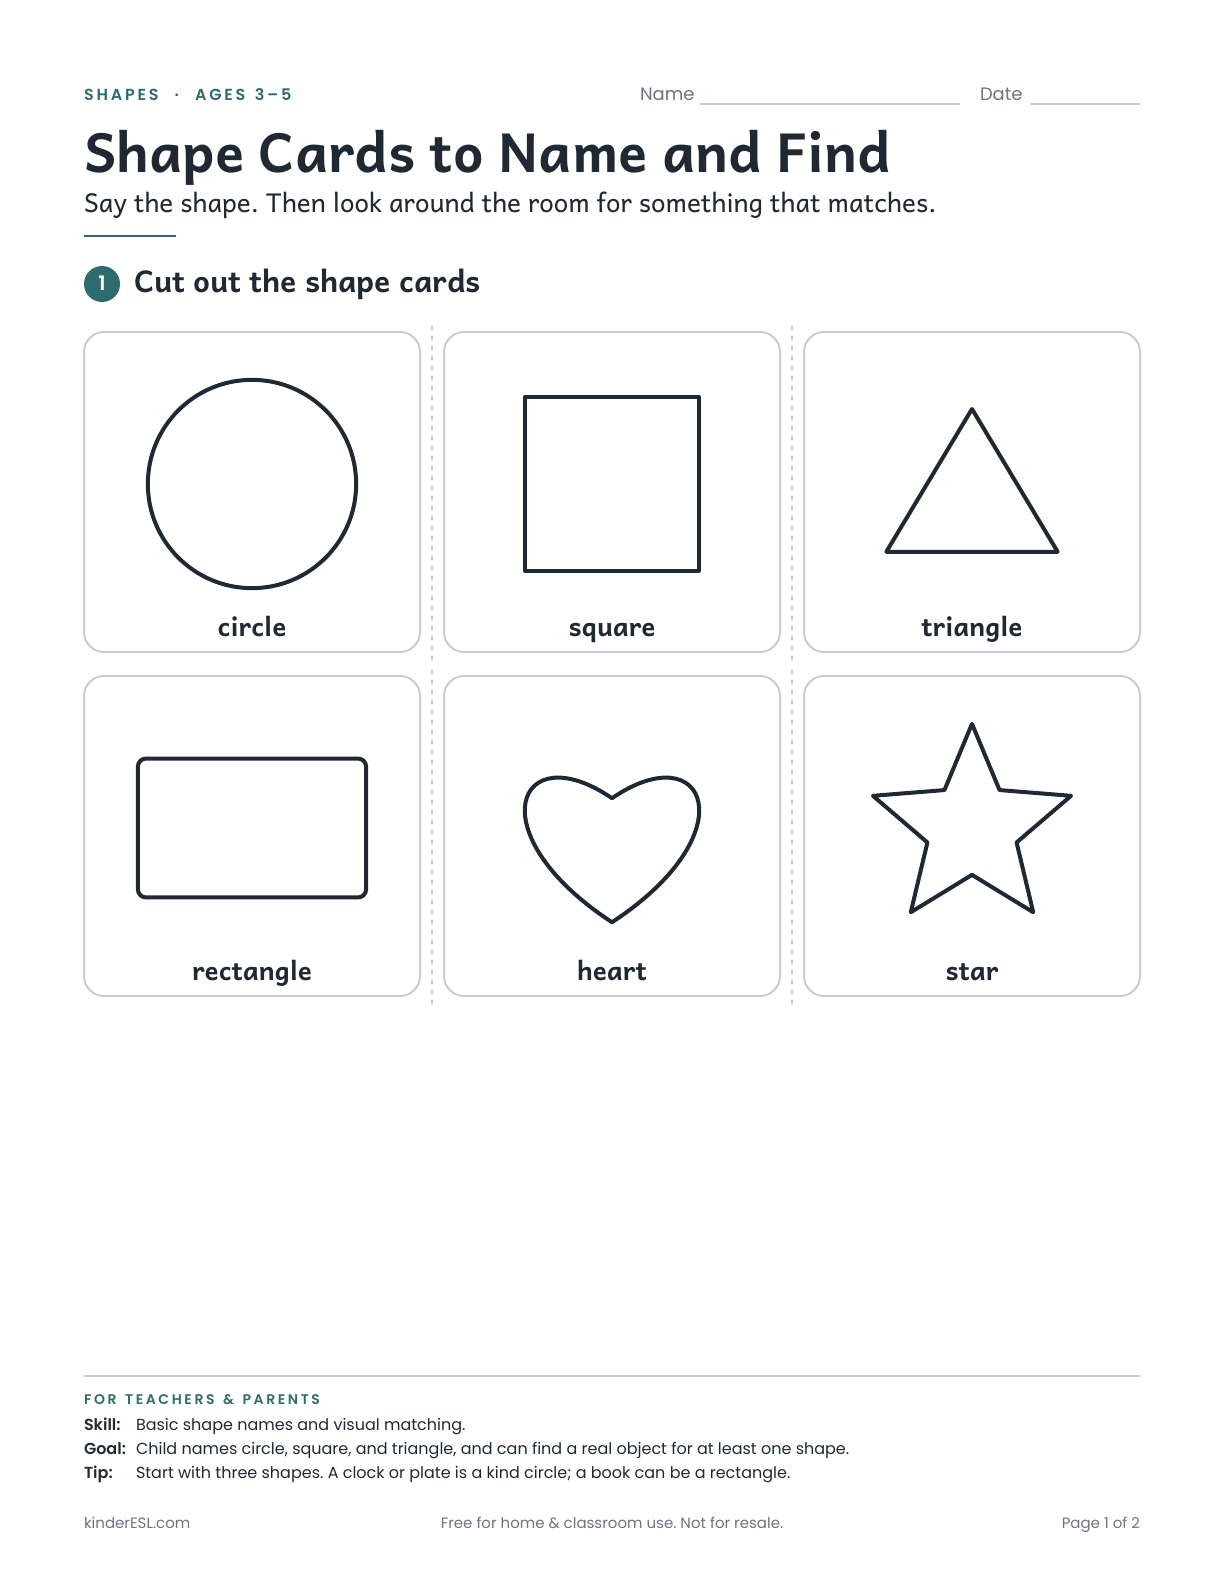 SHAPES · AGES 3–5
Name
Date
Shape Cards to Name and Find
Say the shape. Then look around the room for something that matches.
1 Cut out the shape cards
circle
square
triangle
rectangle
heart
star
FOR TEACHERS & PARENTS
Skill: Basic shape names and visual matching.
Goal: Child names circle, square, and triangle, and can find a real object for at least one shape.
Tip: Start with three shapes. A clock or plate is a kind circle; a book can be a rectangle.
kinderESL.com
Free for home & classroom use. Not for resale.
Page 1 of 2